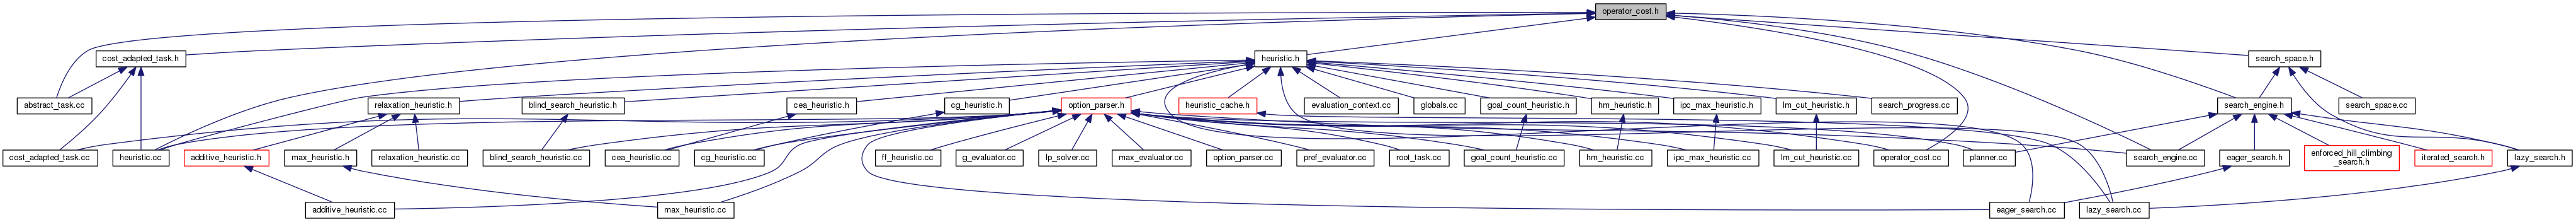 operator_cost.h
cost_adapted_task.h
heuristic.h
search_space.h
abstract_task.cc
relaxation_heuristic.h
blind_search_heuristic.h
cea_heuristic.h
cg_heuristic.h
option_parser.h
heuristic_cache.h
evaluation_context.cc
globals.cc
goal_count_heuristic.h
hm_heuristic.h
ipc_max_heuristic.h
lm_cut_heuristic.h
search_progress.cc
search_engine.h
search_space.cc
cost_adapted_task.cc
heuristic.cc
additive_heuristic.h
max_heuristic.h
relaxation_heuristic.cc
blind_search_heuristic.cc
cea_heuristic.cc
cg_heuristic.cc
ff_heuristic.cc
g_evaluator.cc
lp_solver.cc
max_evaluator.cc
option_parser.cc
pref_evaluator.cc
root_task.cc
goal_count_heuristic.cc
hm_heuristic.cc
ipc_max_heuristic.cc
lm_cut_heuristic.cc
operator_cost.cc
planner.cc
search_engine.cc
eager_search.h
enforced_hill_climbing
_search.h
iterated_search.h
lazy_search.h
additive_heuristic.cc
max_heuristic.cc
eager_search.cc
lazy_search.cc